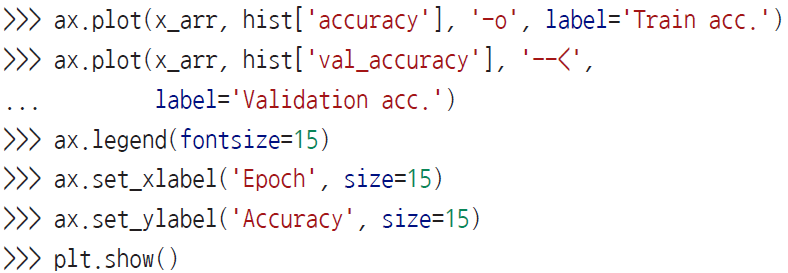 >>> ax.plot(x_arr, hist['accuracy'], '-o', label='Train acc.')
>>> ax.plot(x_arr, hist['val_accuracy'], '--<',
...         label='Validation acc.')
>>> ax.legend(fontsize=15)
>>> ax.set_xlabel('Epoch', size=15)
>>> ax.set_ylabel('Accuracy', size=15)
>>> plt.show()